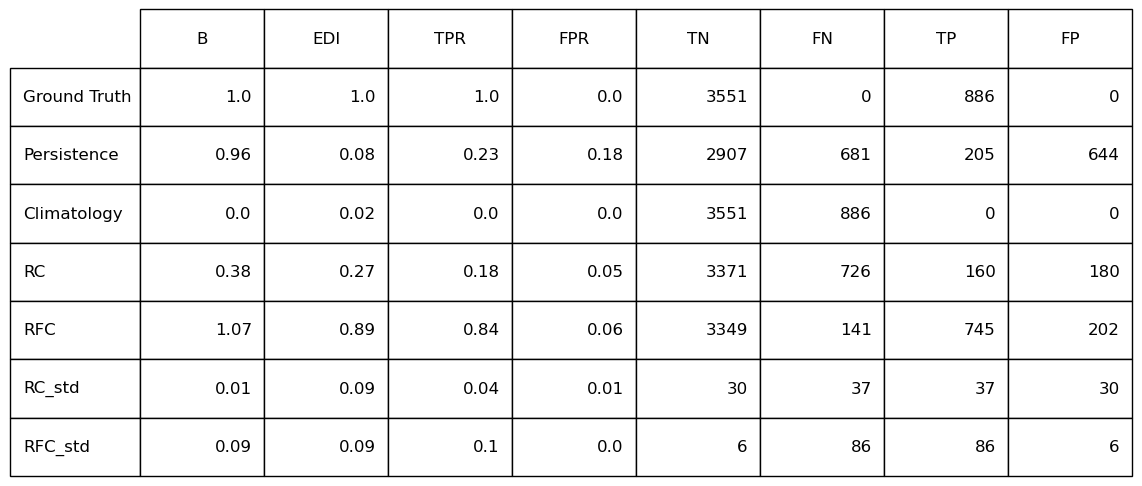 B EDI TPR FPR TN FN TP FP
Ground Truth 1.0 1.0 1.0 0.0 3551 0 886 0
Persistence 0.96 0.08 0.23 0.18 2907 681 205 644
Climatology 0.0 0.02 0.0 0.0 3551 886 0 0
RC 0.38 0.27 0.18 0.05 3371 726 160 180
RFC 1.07 0.89 0.84 0.06 3349 141 745 202
RC_std 0.01 0.09 0.04 0.01 30 37 37 30
RFC_std 0.09 0.09 0.1 0.0 6 86 86 6